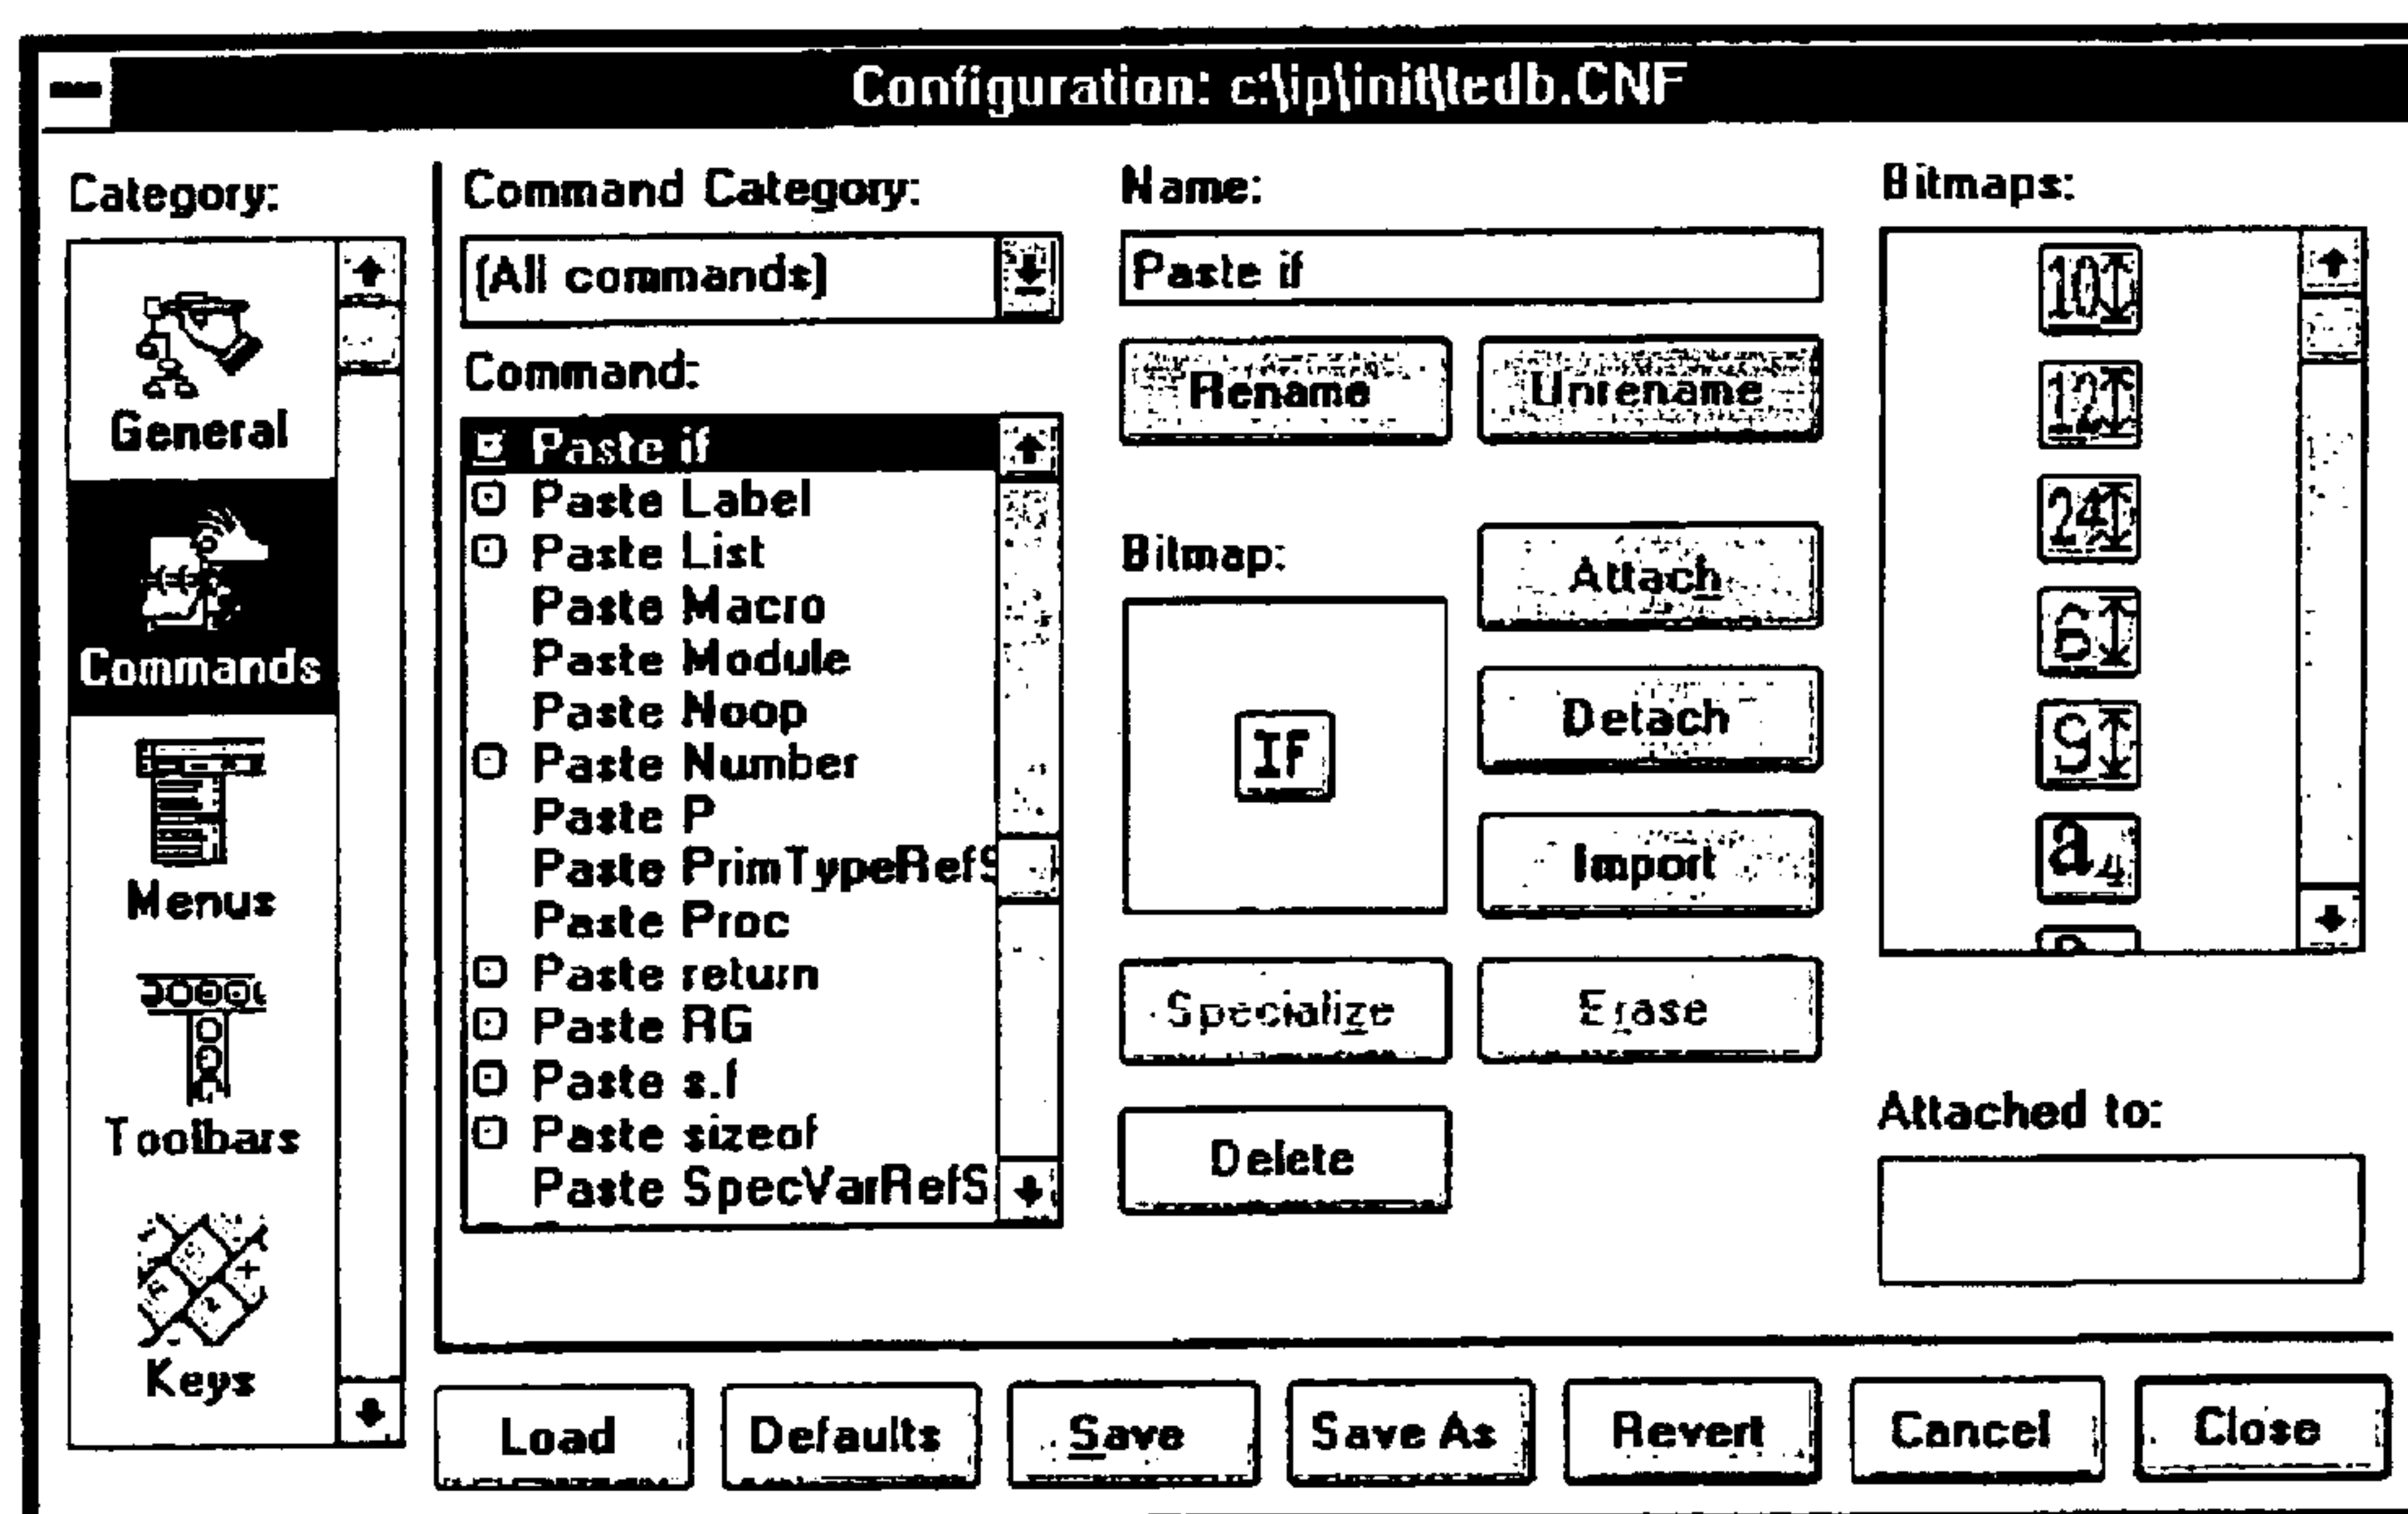 Configuration: c:\ip\init\tedb.CNF
Category:
General
Commands
Menus
Toolbars
Keys
Command Category:
(All commands)
Command:
Paste if
Paste Label
Paste List
Paste Macro
Paste Module
Paste Noop
Paste Number
Paste P
Paste PrimTypeRefS
Paste Proc
Paste return
Paste RG
Paste s.f
Paste sizeof
Paste SpecVarRefS
Name:
Paste if
Rename
Unrename
Bitmap:
IF
Attach
Detach
Import
Specialize
Erase
Delete
Bitmaps:
10
12
24
6
9
a4
Attached to:
Load
Defaults
Save
Save As
Revert
Cancel
Close